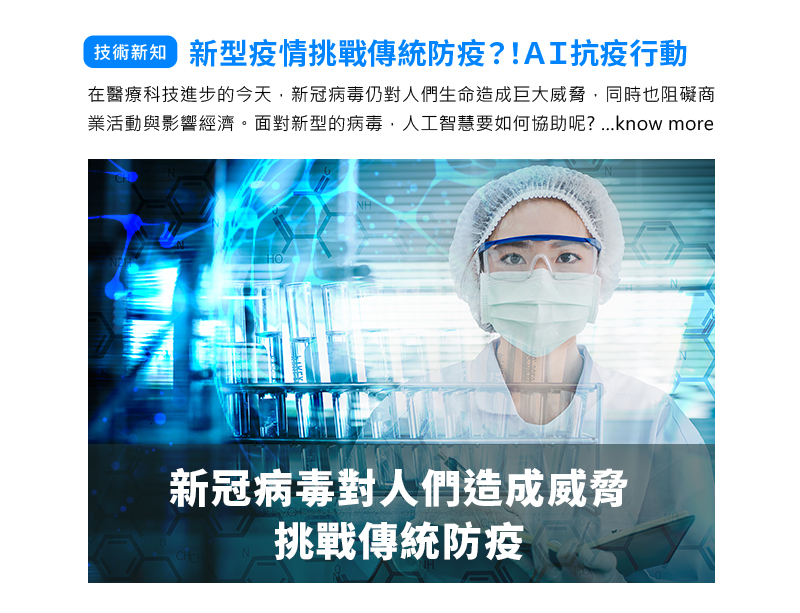 技術新知 新型疫情挑戰傳統防疫?!AI抗疫行動
在醫療科技進步的今天，新冠病毒仍對人們生命造成巨大威脅，同時也阻礙商
業活動與影響經濟。面對新型的病毒，人工智慧要如何協助呢? ...know more
NH
HO
N
新冠病毒對人們造成威脅
挑戰傳統防疫